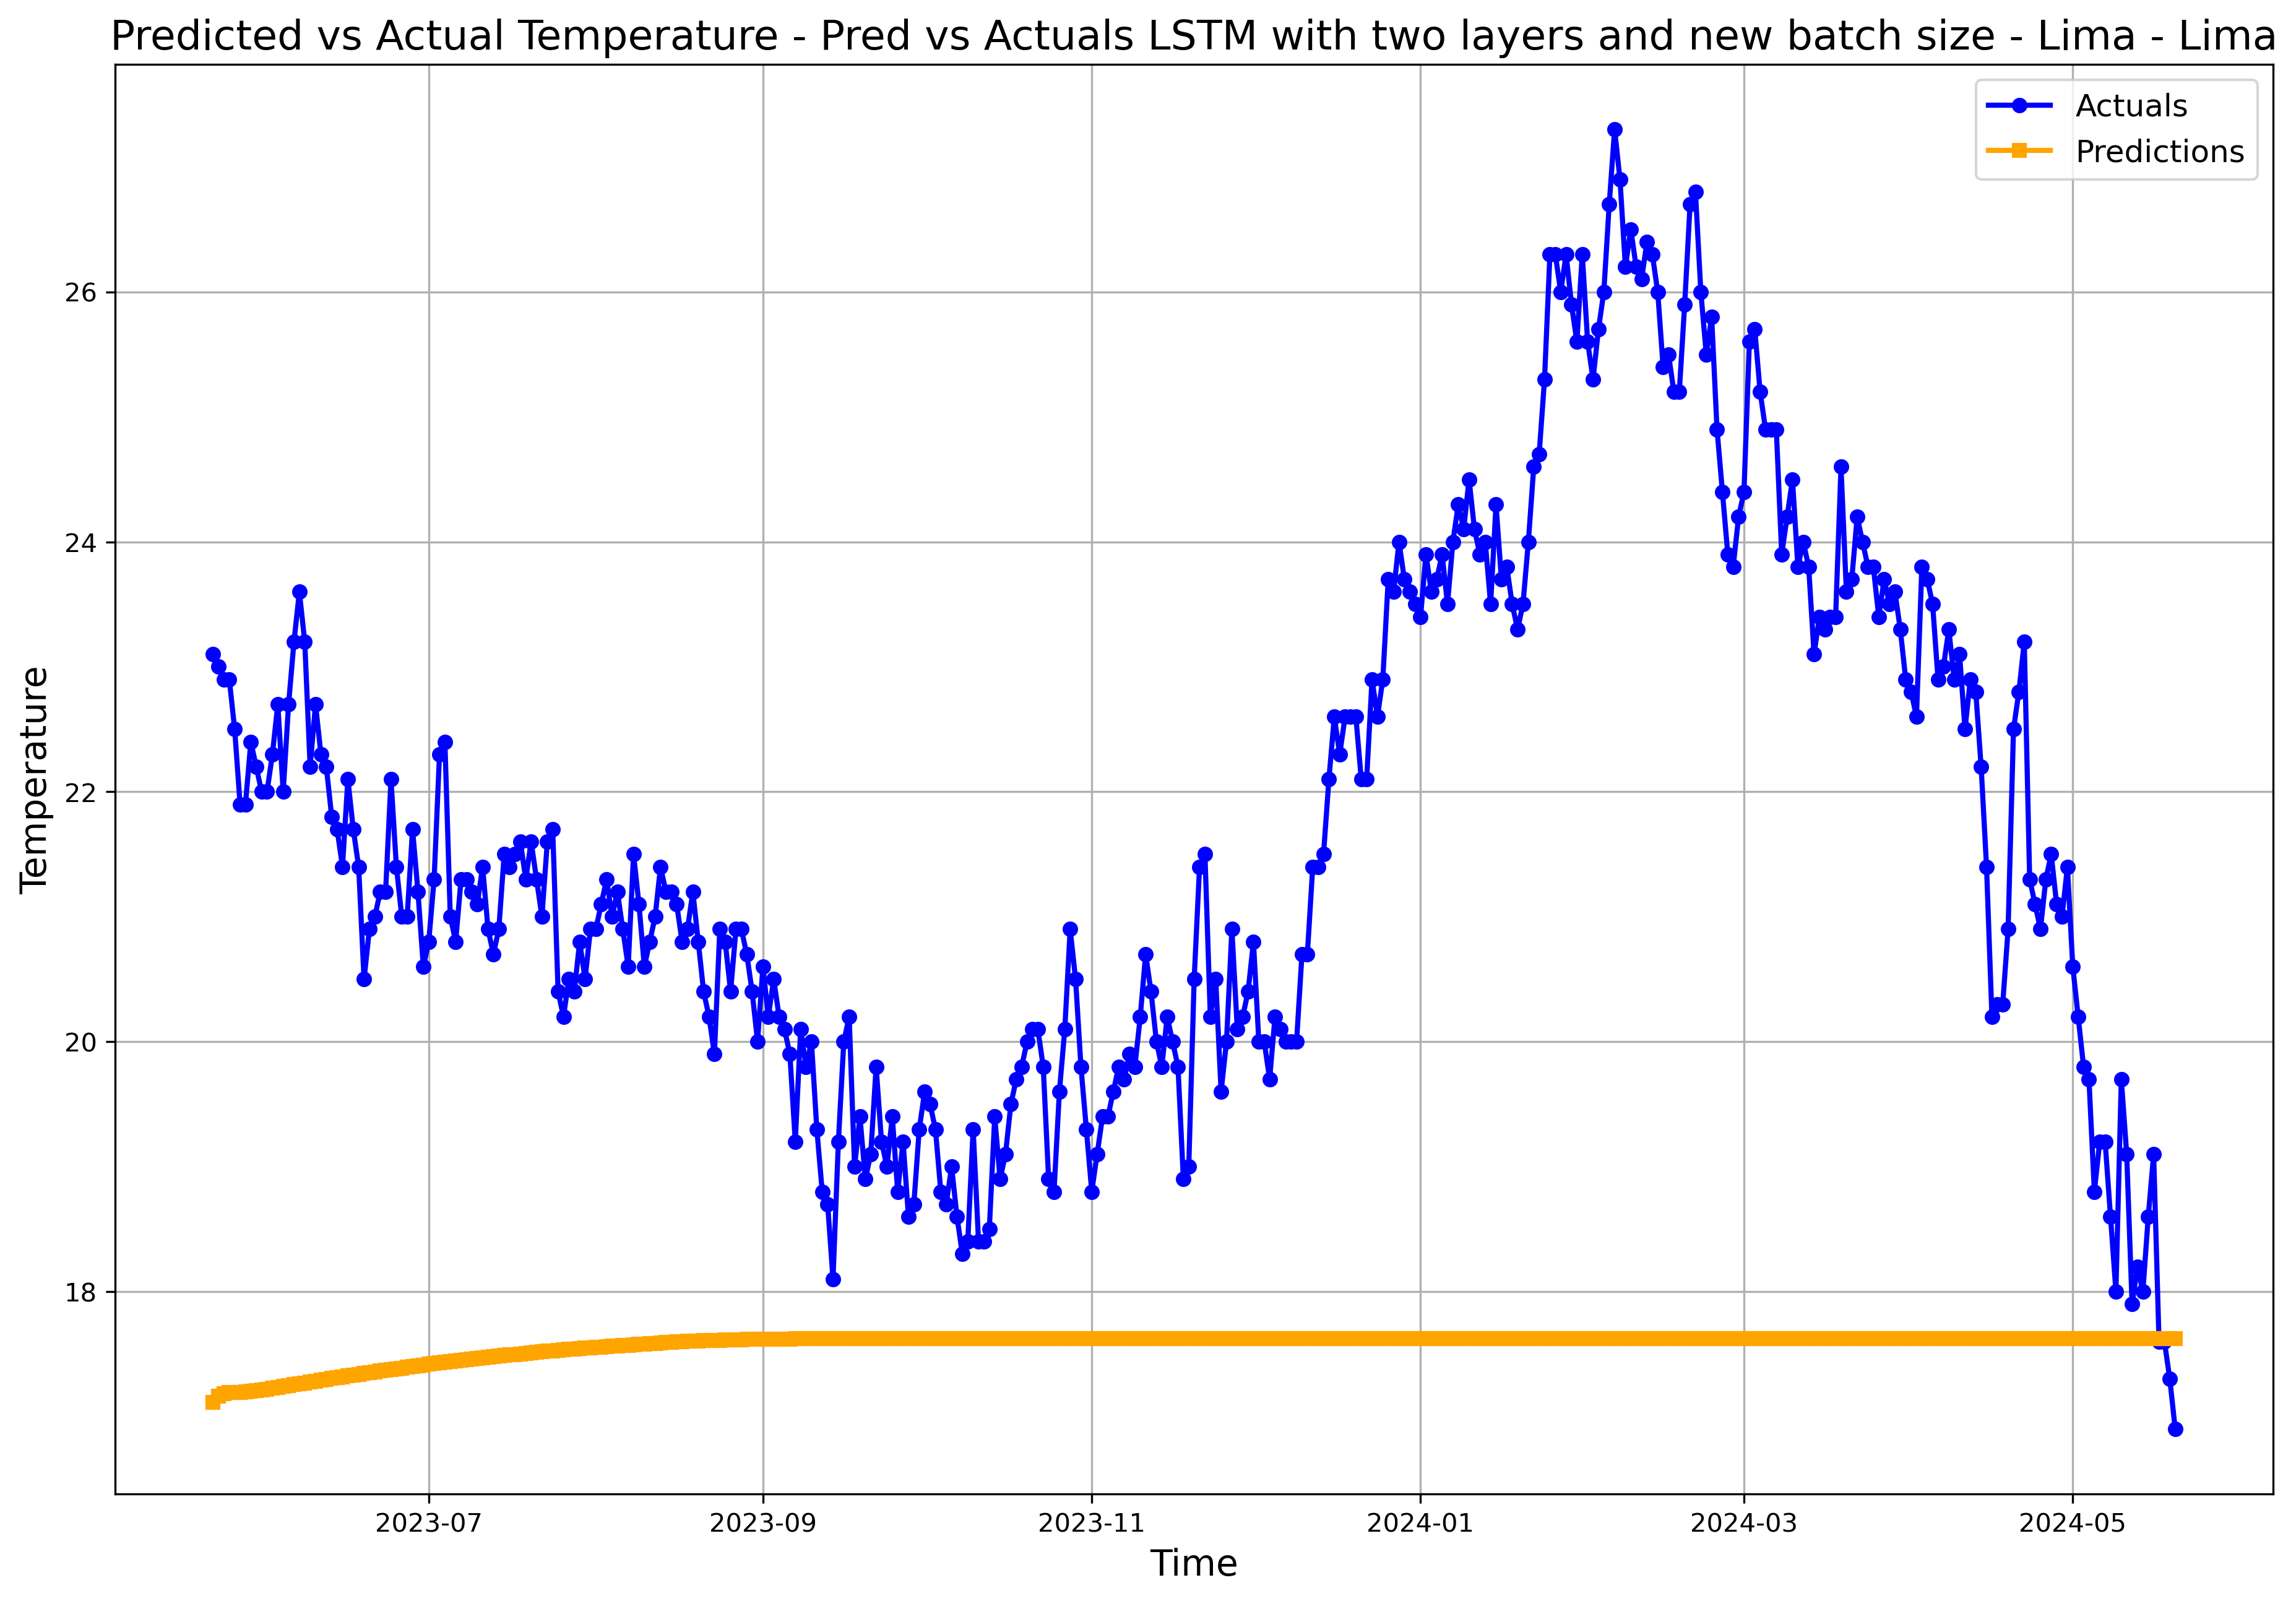 Predicted vs Actual Temperature - Pred vs Actuals LSTM with two layers and new batch size - Lima - Lima
Actuals
Predictions
Temperature
26
24
22
20
18
2023-07
2023-09
2023-11
2024-01
2024-03
2024-05
Time